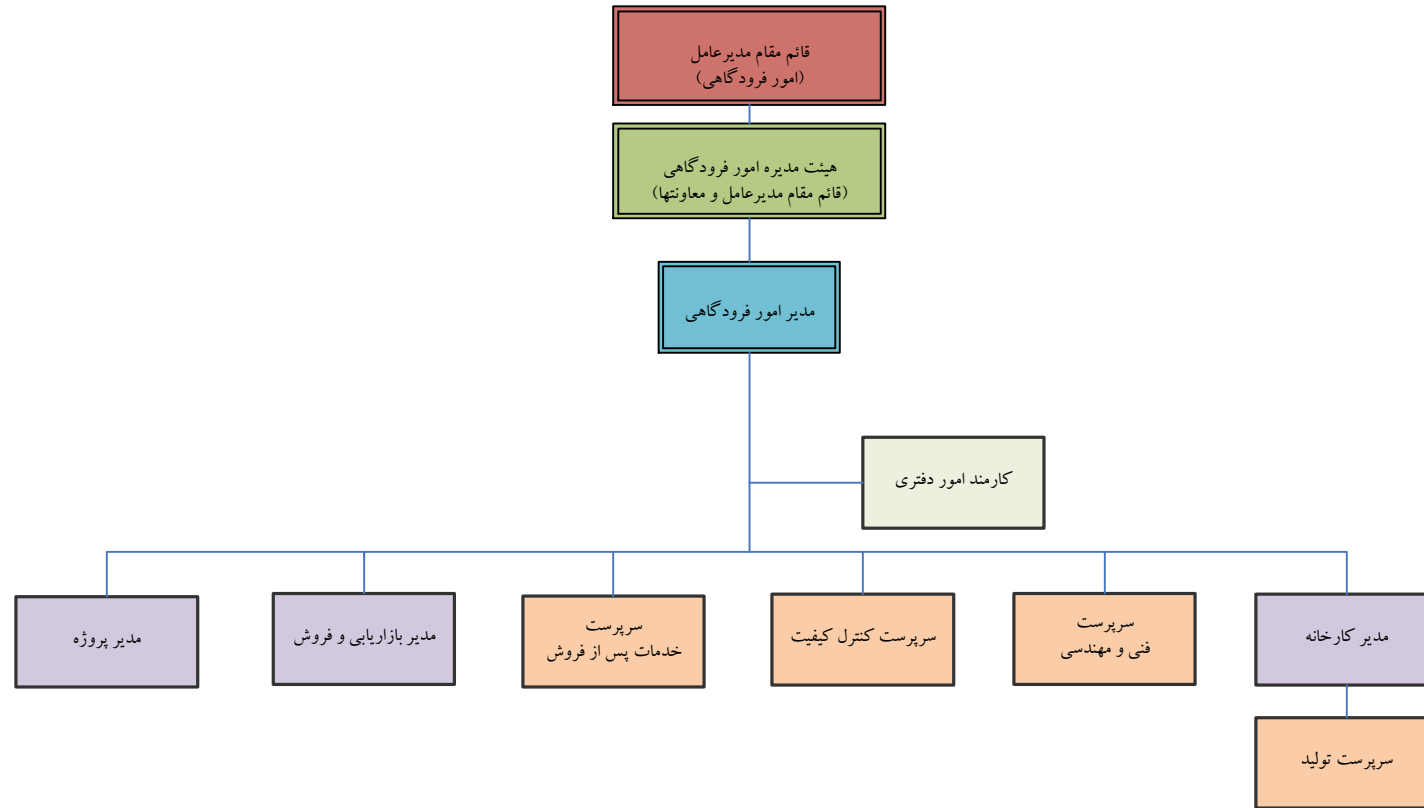 قائم مقام مدیرعامل
(امور فرودگاهی)
هیئت مدیره امور فرودگاهی
(قائم مقام مدیرعامل و معاونتها)
مدیر امور فرودگاهی
کارمند امور دفتری
مدیر کارخانه
سرپرست
فنی و مهندسی
سرپرست کنترل کیفیت
سرپرست
خدمات پس از فروش
مدیر بازاریابی و فروش
مدیر پروژه
سرپرست تولید